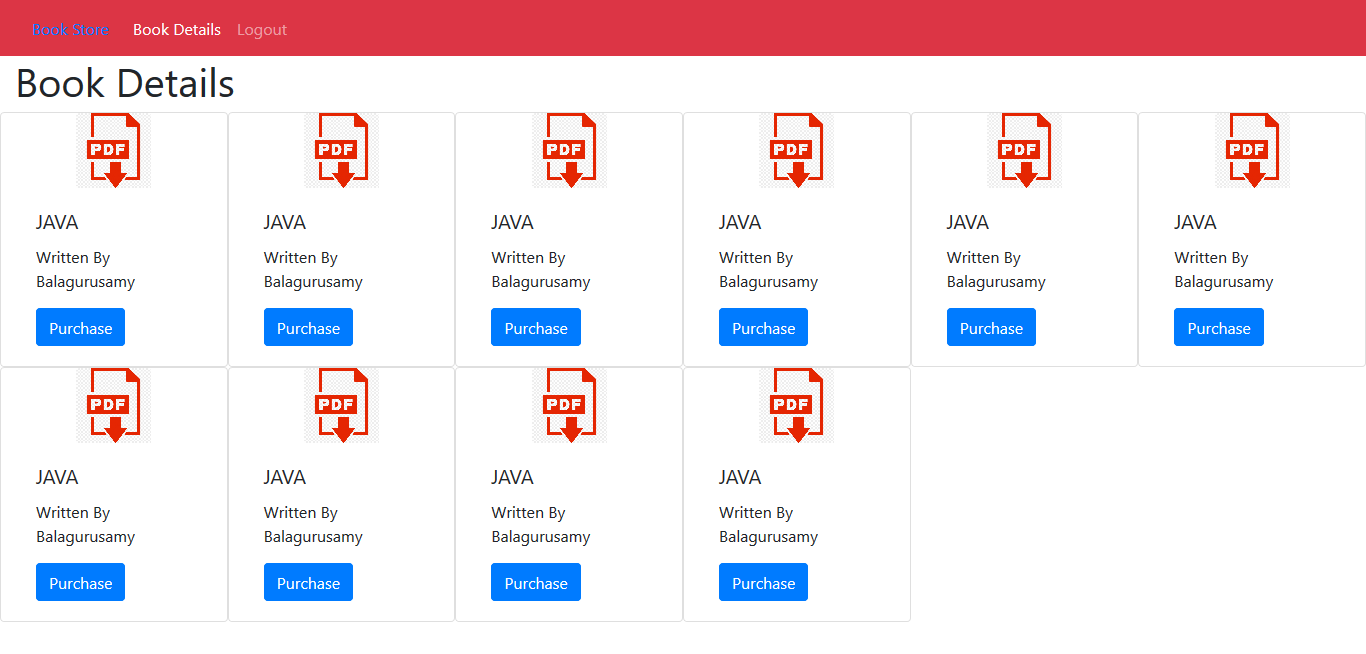 Book Store Book Details Logout
Book Details
PDF PDF PDF PDF PDF PDF
JAVA JAVA JAVA JAVA JAVA JAVA
Written By Written By Written By Written By Written By Written By
Balagurusamy Balagurusamy Balagurusamy Balagurusamy Balagurusamy Balagurusamy
Purchase Purchase Purchase Purchase Purchase Purchase
PDF PDF PDF PDF
JAVA JAVA JAVA JAVA
Written By Written By Written By Written By
Balagurusamy Balagurusamy Balagurusamy Balagurusamy
Purchase Purchase Purchase Purchase